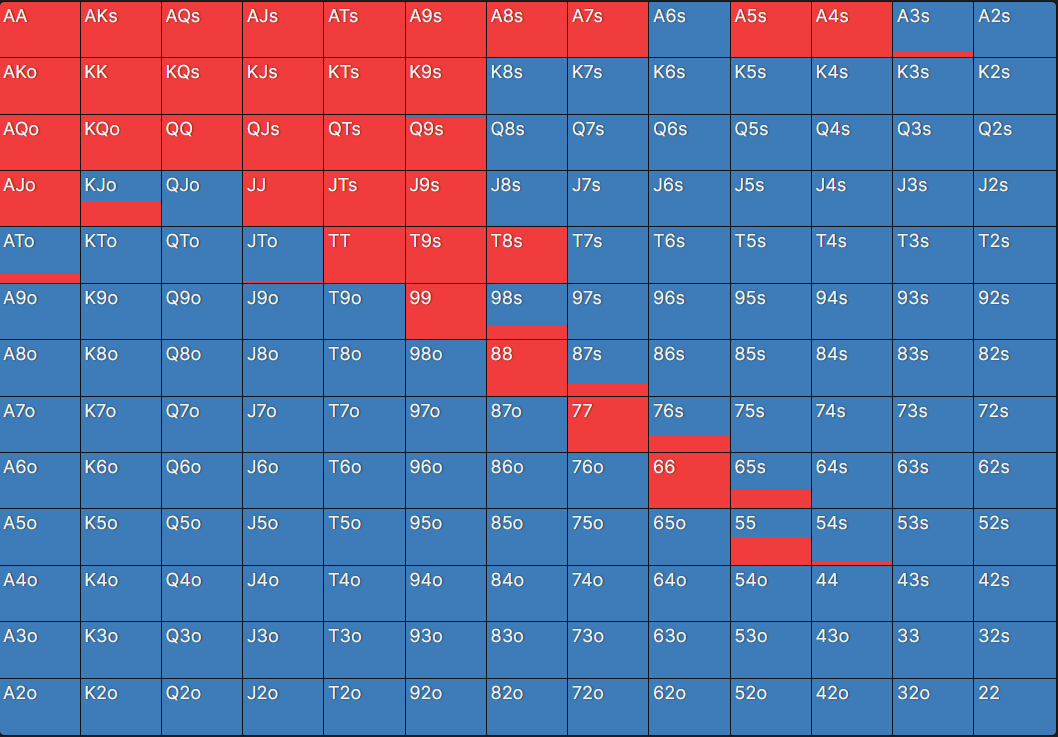 AA AKs AQs AJs ATs A9s A8s A7s A6s A5s A4s A3s A2s
AKo KK KQs KJs KTs K9s K8s K7s K6s K5s K4s K3s K2s
AQo KQo QQ QJs QTs Q9s Q8s Q7s Q6s Q5s Q4s Q3s Q2s
AJo KJo QJo JJ JTs J9s J8s J7s J6s J5s J4s J3s J2s
ATo KTo QTo JTo TT T9s T8s T7s T6s T5s T4s T3s T2s
A9o K9o Q9o J9o T9o 99 98s 97s 96s 95s 94s 93s 92s
A8o K8o Q8o J8o T8o 98o 88 87s 86s 85s 84s 83s 82s
A7o K7o Q7o J7o T7o 97o 87o 77 76s 75s 74s 73s 72s
A6o K6o Q6o J6o T6o 96o 86o 76o 66 65s 64s 63s 62s
A5o K5o Q5o J5o T5o 95o 85o 75o 65o 55 54s 53s 52s
A4o K4o Q4o J4o T4o 94o 84o 74o 64o 54o 44 43s 42s
A3o K3o Q3o J3o T3o 93o 83o 73o 63o 53o 43o 33 32s
A2o K2o Q2o J2o T2o 92o 82o 72o 62o 52o 42o 32o 22